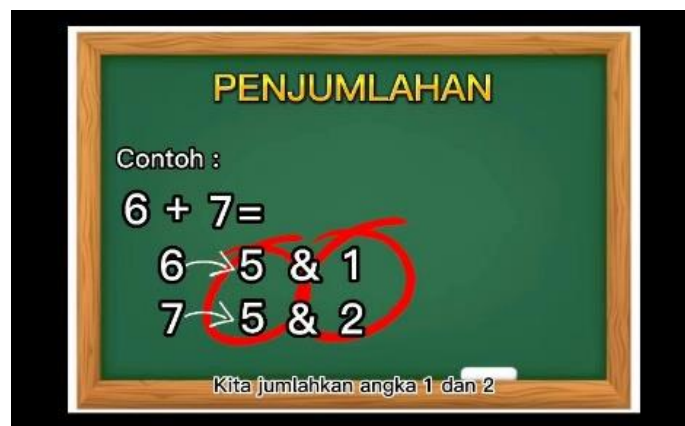 PENJUMLAHAN
Contoh :
6 + 7=
6 → 5 & 1
7 → 5 & 2
Kita jumlahkan angka 1 dan 2